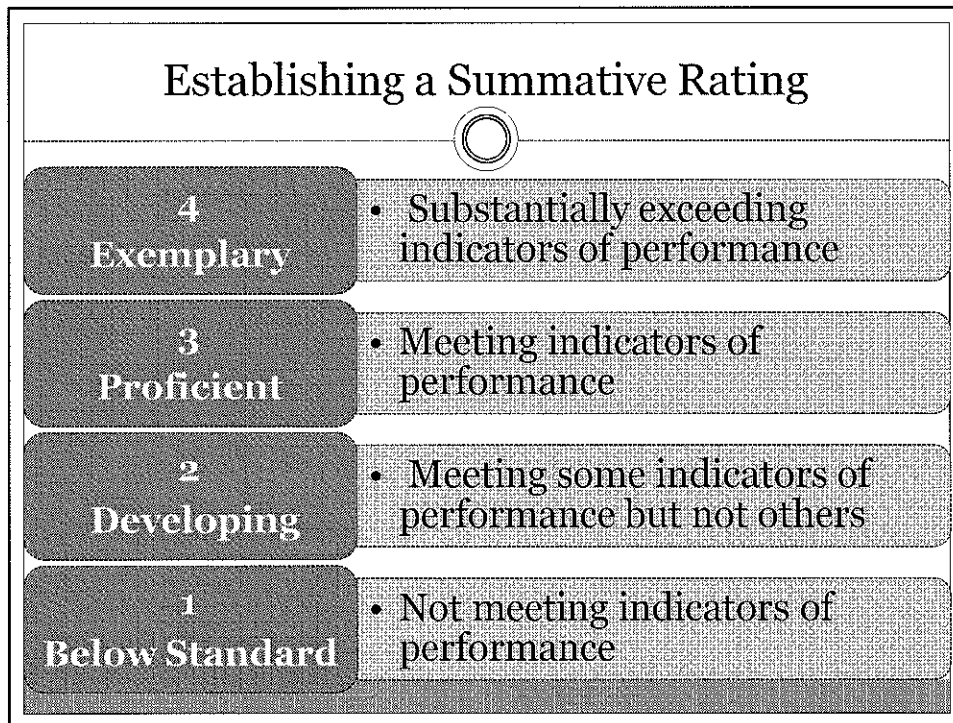 Establishing a Summative Rating
4
Exemplary
• Substantially exceeding
indicators of performance
3
Proficient
• Meeting indicators of
performance
2
Developing
• Meeting some indicators of
performance but not others
1
Below Standard
• Not meeting indicators of
performance